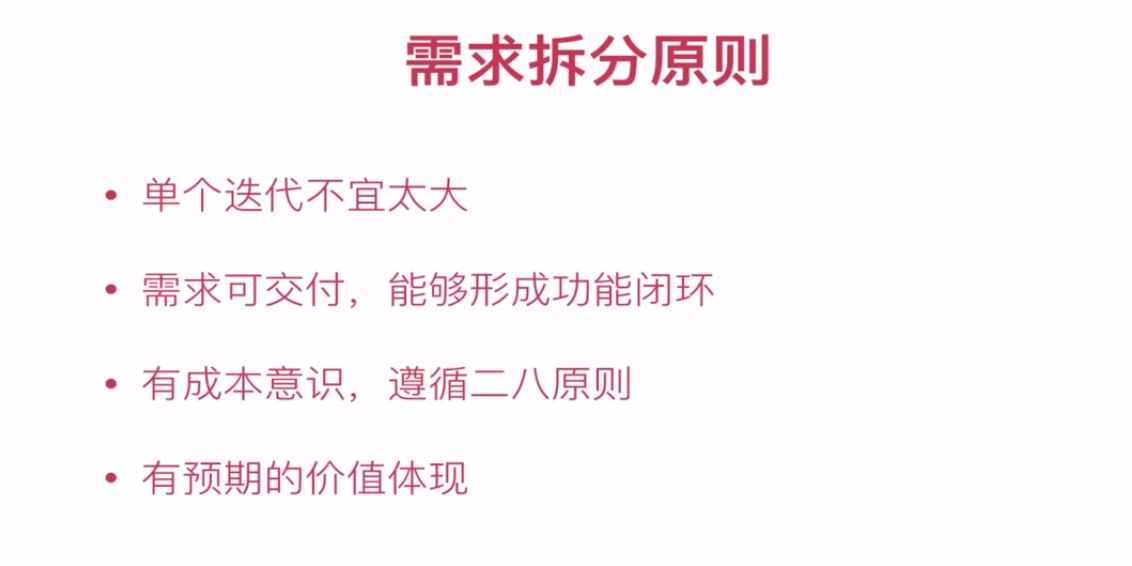 需求拆分原则
• 单个迭代不宜太大
• 需求可交付，能够形成功能闭环
• 有成本意识，遵循二八原则
• 有预期的价值体现